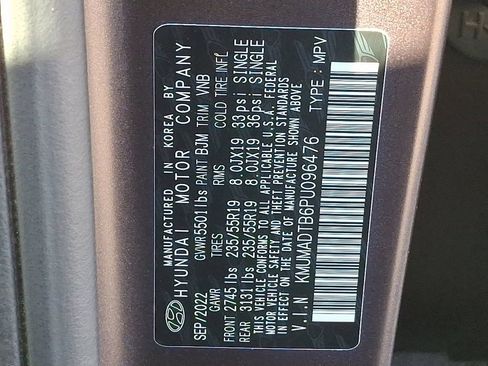 MANUFACTURED IN KOREA BY
HYUNDAI MOTOR COMPANY
SEP/2022 GVWR 5501 lbs PAINT BJM TRIM VNB
GAWR TIRES RIMS COLD TIRE INFL
FRONT 2745 lbs 235/55R19 8.0JX19 33psi SINGLE
REAR 3131 lbs 235/55R19 8.0JX19 36psi SINGLE
THIS VEHICLE CONFORMS TO ALL APPLICABLE U.S.A. FEDERAL
MOTOR VEHICLE SAFETY AND THEFT PREVENTION STANDARDS
IN EFFECT ON THE DATE OF MANUFACTURE SHOWN ABOVE
V.I.N KMUMADTB6PU096476 TYPE: MPV